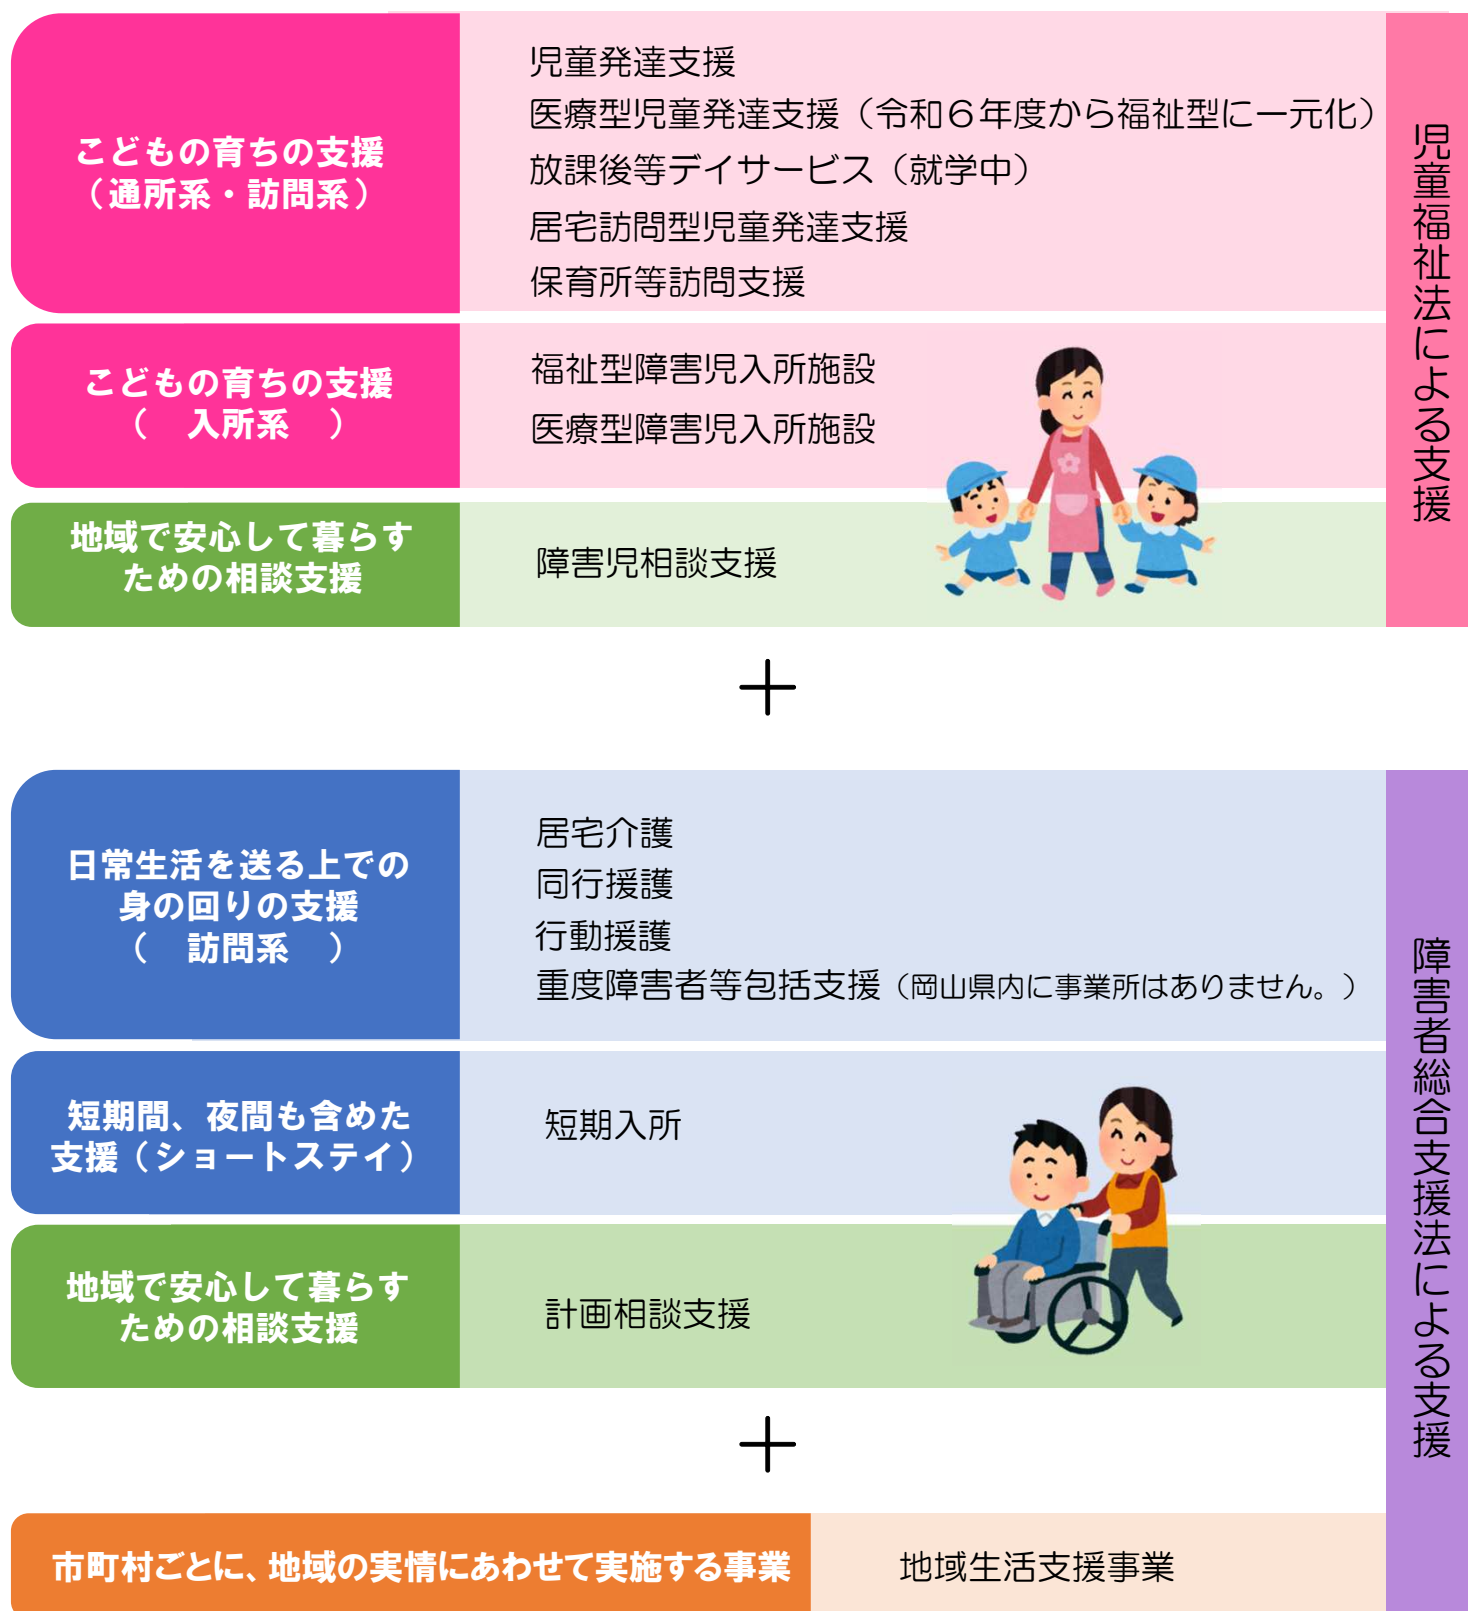 こどもの育ちの支援
（通所系・訪問系）
児童発達支援
医療型児童発達支援（令和６年度から福祉型に一元化）
放課後等デイサービス（就学中）
居宅訪問型児童発達支援
保育所等訪問支援
こどもの育ちの支援
（　入所系　）
福祉型障害児入所施設
医療型障害児入所施設
地域で安心して暮らす
ための相談支援
障害児相談支援
児童福祉法による支援
＋
日常生活を送る上での
身の回りの支援
（　訪問系　）
居宅介護
同行援護
行動援護
重度障害者等包括支援（岡山県内に事業所はありません。）
短期間、夜間も含めた
支援（ショートステイ）
短期入所
地域で安心して暮らす
ための相談支援
計画相談支援
＋
市町村ごとに、地域の実情にあわせて実施する事業
地域生活支援事業
障害者総合支援法による支援